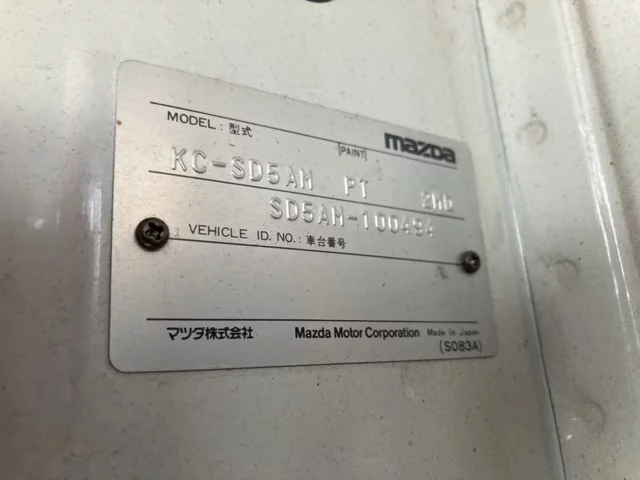 MODEL : 型式
PAINT
mazda
KC-SD5AM PT 2WD
SD5AM-100494
VEHICLE ID. NO. : 車台番号
マツダ株式会社 Mazda Motor Corporation Made in Japan
(S083A)